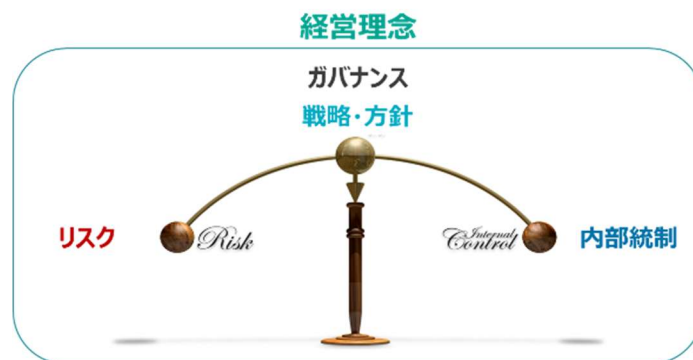 経営理念
ガバナンス
戦略・方針
リスク
Risk
Internal
Control
内部統制